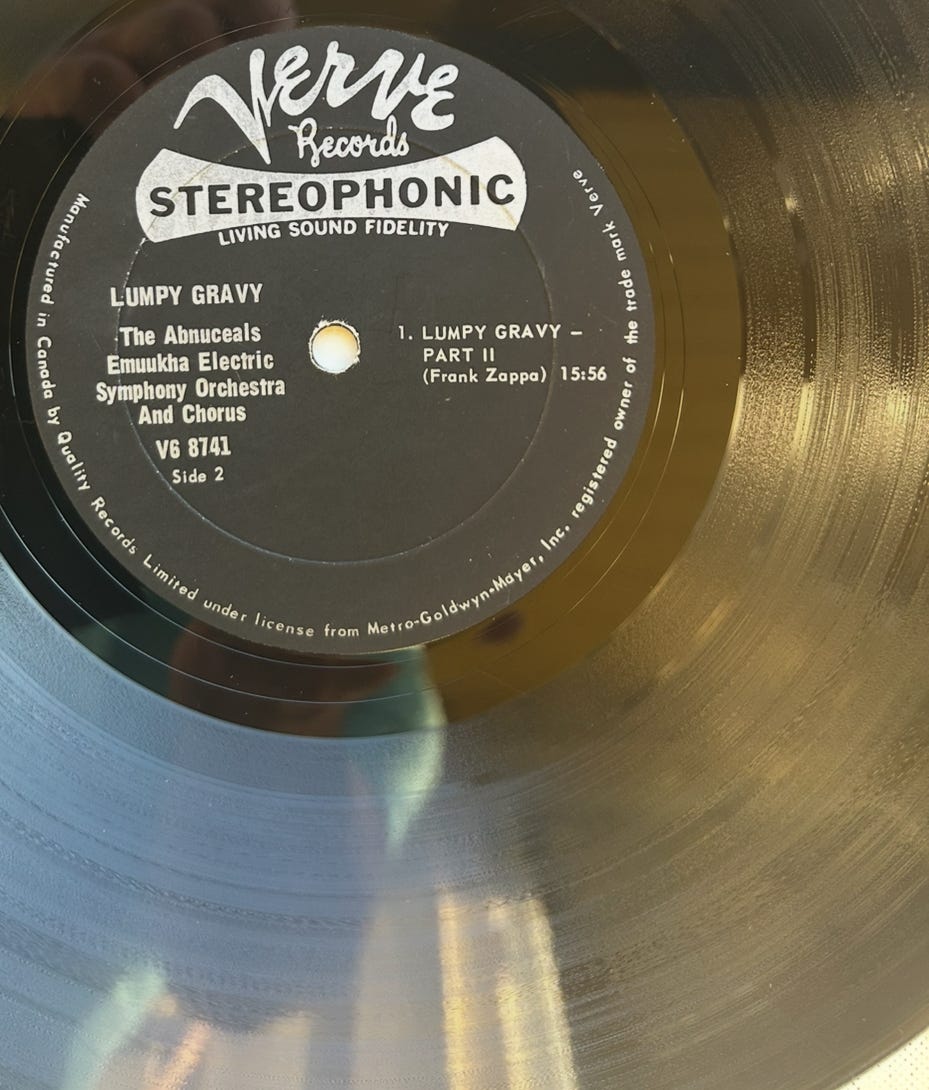 Verve
Records
STEREOPHONIC
LIVING SOUND FIDELITY
LUMPY GRAVY
The Abnuceals
Emuukha Electric
Symphony Orchestra
And Chorus
V6 8741
Side 2
1. LUMPY GRAVY –
PART II
(Frank Zappa) 15:56
Manufactured in Canada by Quality Records Limited under license from Metro-Goldwyn-Mayer, Inc. registered owner of the trade mark Verve